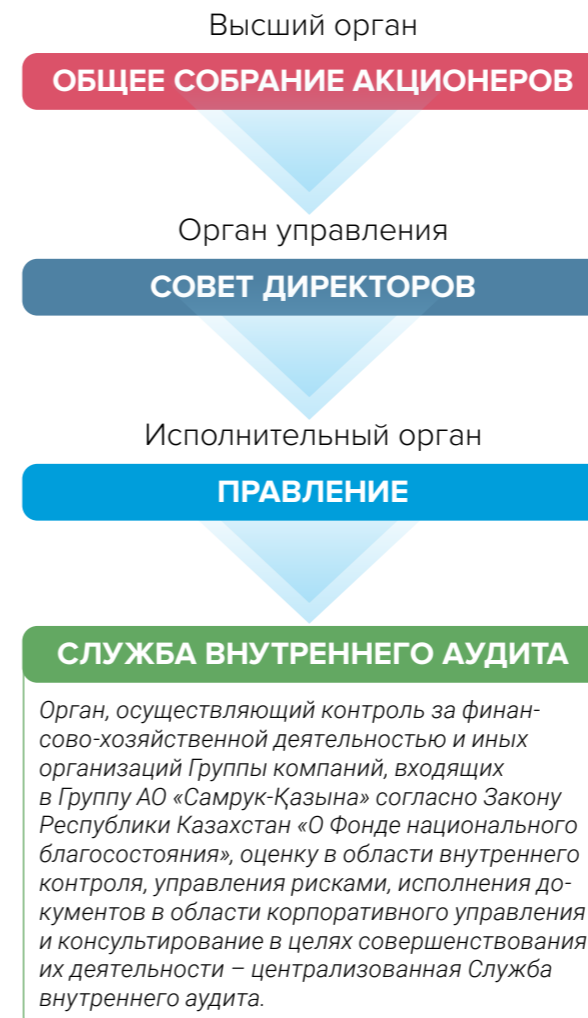 Высший орган
ОБЩЕЕ СОБРАНИЕ АКЦИОНЕРОВ
Орган управления
СОВЕТ ДИРЕКТОРОВ
Исполнительный орган
ПРАВЛЕНИЕ
СЛУЖБА ВНУТРЕННЕГО АУДИТА
Орган, осуществляющий контроль за финан-
сово-хозяйственной деятельностью и иных
организаций Группы компаний, входящих
в Группу АО «Самрук-Қазына» согласно Закону
Республики Казахстан «О Фонде национального
благосостояния», оценку в области внутреннего
контроля, управления рисками, исполнения до-
кументов в области корпоративного управления
и консультирование в целях совершенствования
их деятельности – централизованная Служба
внутреннего аудита.